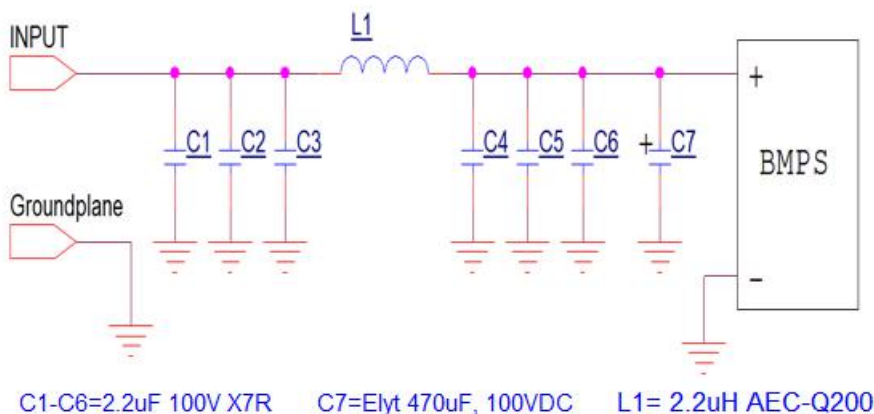 INPUT
L1
C1 C2 C3 C4 C5 C6 + C7
+
BMPS
Groundplane
-
C1-C6=2.2uF 100V X7R C7=Elyt 470uF, 100VDC L1= 2.2uH AEC-Q200